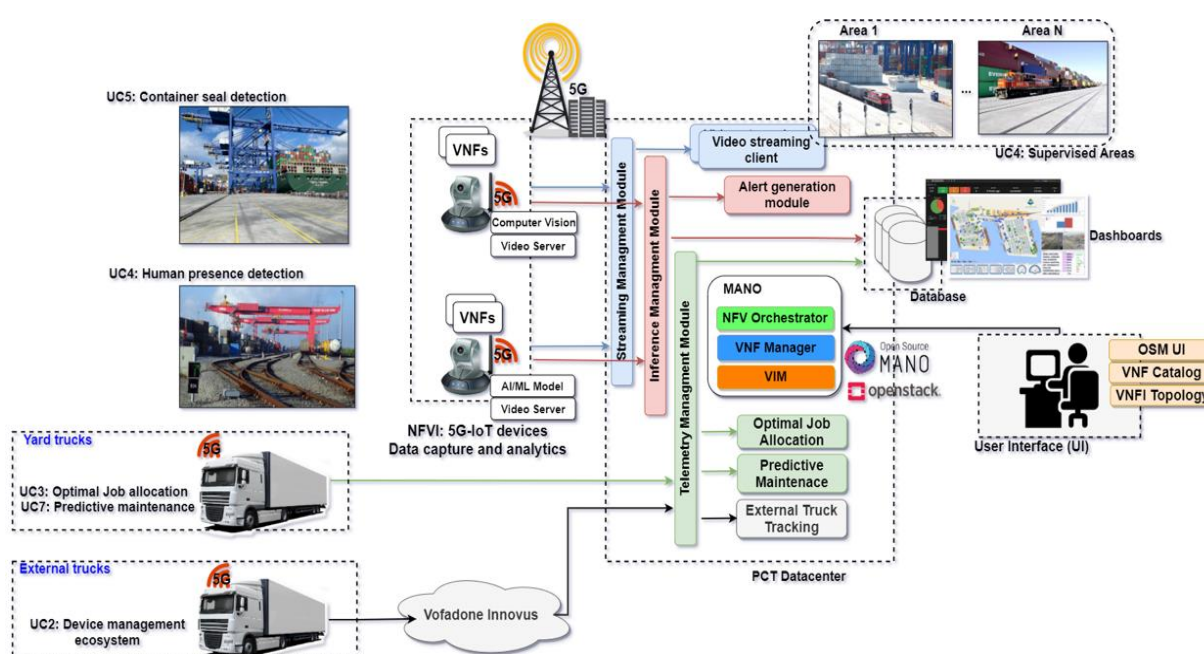 Area 1
Area N
...
UC4: Supervised Areas
5G
UC5: Container seal detection
VNFs
5G
Computer Vision
Video Server
Streaming Managment Module
Inference Managment Module
Telemetry Managment Module
Video streaming
client
Alert generation
module
Dashboards
Database
UC4: Human presence detection
VNFs
5G
AI/ML Model
Video Server
NFVI: 5G-IoT devices
Data capture and analytics
MANO
NFV Orchestrator
VNF Manager
VIM
Open Source
MANO
openstack.
OSM UI
VNF Catalog
VNFI Topology
User Interface (UI)
Yard trucks
5G
UC3: Optimal Job allocation
UC7: Predictive maintenance
Optimal Job
Allocation
Predictive
Maintenace
External Truck
Tracking
PCT Datacenter
External trucks
5G
UC2: Device management
ecosystem
Vofadone Innovus